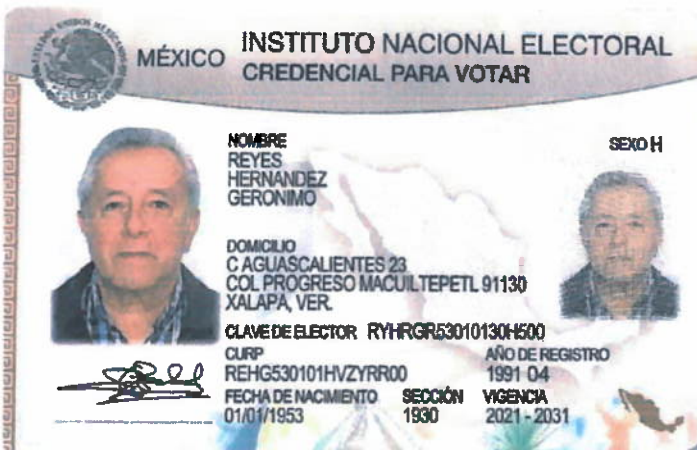 MÉXICO
INSTITUTO NACIONAL ELECTORAL
CREDENCIAL PARA VOTAR
NOMBRE
REYES
HERNANDEZ
GERONIMO
SEXO H
DOMICILIO
C AGUASCALIENTES 23
COL PROGRESO MACUILTEPETL 91130
XALAPA, VER.
CLAVE DE ELECTOR RYHRGR53010130H500
CURP
REHG530101HVZYRR00
AÑO DE REGISTRO
1991 04
FECHA DE NACIMIENTO
01/01/1953
SECCIÓN
1930
VIGENCIA
2021 - 2031